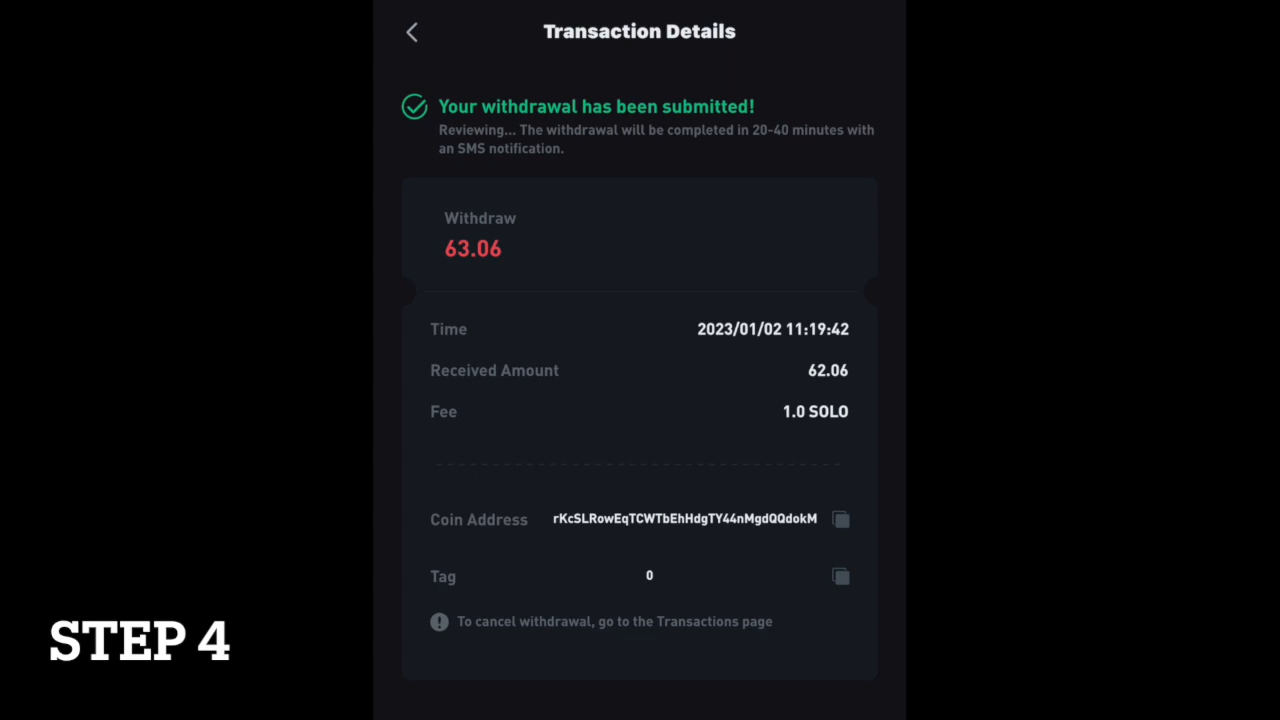 Transaction Details
Your withdrawal has been submitted!
Reviewing... The withdrawal will be completed in 20-40 minutes with
an SMS notification.
Withdraw
63.06
Time 2023/01/02 11:19:42
Received Amount 62.06
Fee 1.0 SOLO
Coin Address rKcSLRowEqTCWTbEhHdgTY44nMgdQQdokM
Tag 0
To cancel withdrawal, go to the Transactions page
STEP 4